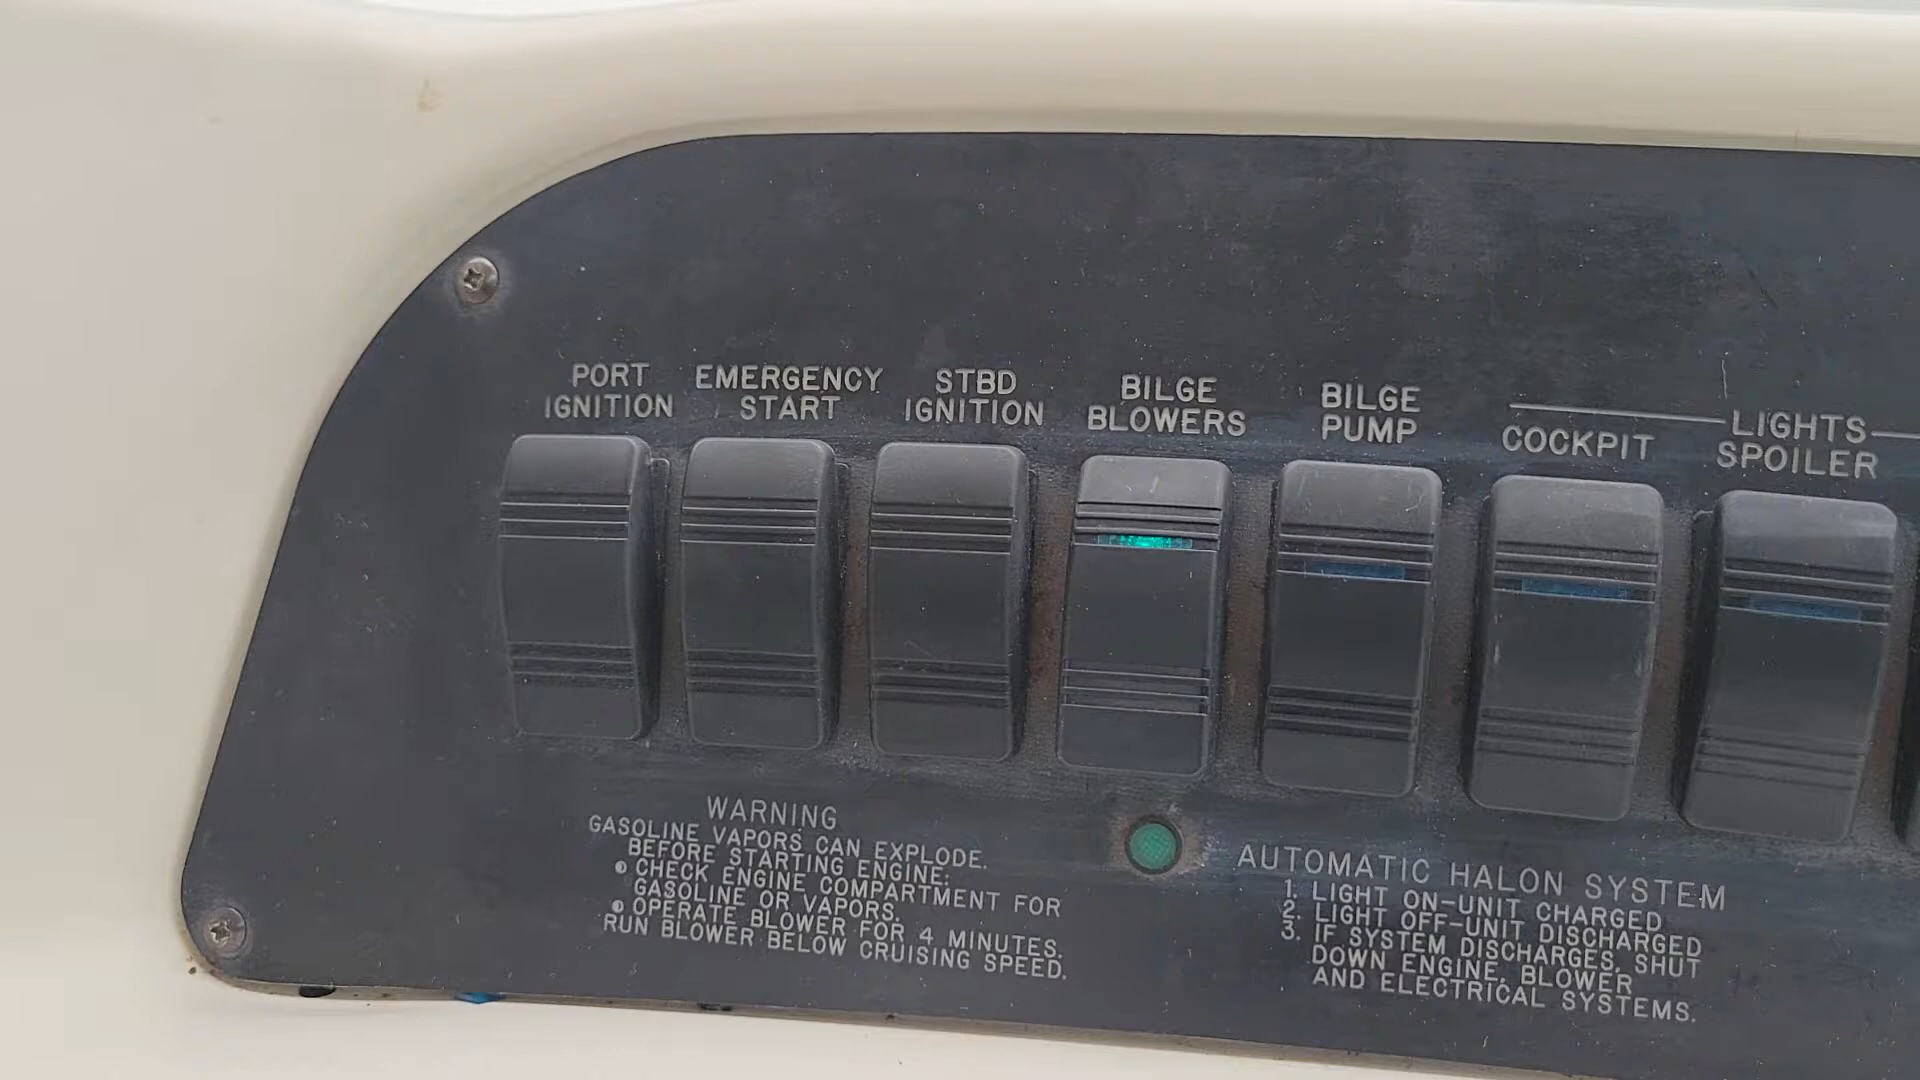 PORT
IGNITION
EMERGENCY
START
STBD
IGNITION
BILGE
BLOWERS
BILGE
PUMP
LIGHTS
COCKPIT
SPOILER
WARNING
GASOLINE VAPORS CAN EXPLODE.
BEFORE STARTING ENGINE:
CHECK ENGINE COMPARTMENT FOR
GASOLINE OR VAPORS.
OPERATE BLOWER FOR 4 MINUTES.
RUN BLOWER BELOW CRUISING SPEED.
AUTOMATIC HALON SYSTEM
1. LIGHT ON-UNIT CHARGED
2. LIGHT OFF-UNIT DISCHARGED
3. IF SYSTEM DISCHARGES, SHUT
DOWN ENGINE, BLOWER
AND ELECTRICAL SYSTEMS.